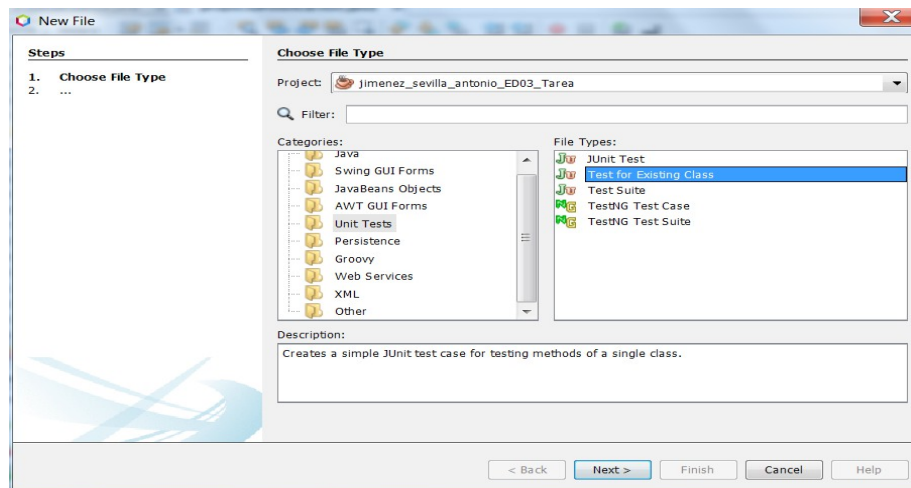 New File
Steps
1. Choose File Type
2. ...
Choose File Type
Project: jimenez_sevilla_antonio_ED03_Tarea
Filter:
Categories:
Java
Swing GUI Forms
JavaBeans Objects
AWT GUI Forms
Unit Tests
Persistence
Groovy
Web Services
XML
Other
File Types:
JUnit Test
Test for Existing Class
Test Suite
TestNG Test Case
TestNG Test Suite
Description:
Creates a simple JUnit test case for testing methods of a single class.
< Back Next > Finish Cancel Help